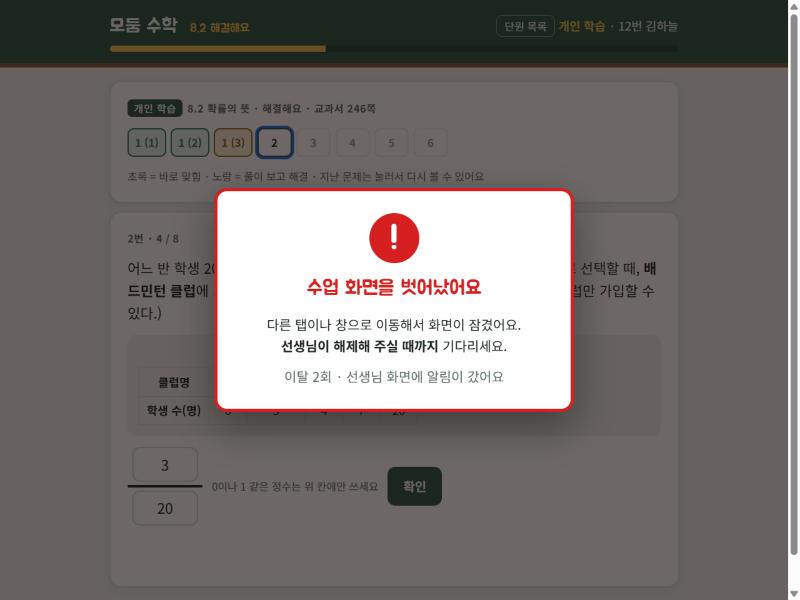 모둠 수학 8.2 해결해요 단원 목록 개인 학습 · 12번 김하늘
개인 학습 8.2 확률의 뜻 · 해결해요 · 교과서 246쪽
1 (1) 1 (2) 1 (3) 2 3 4 5 6
초록 = 바로 맞힘 · 노랑 = 풀이 보고 해결 · 지난 문제는 눌러서 다시 볼 수 있어요
2번 · 4 / 8
어느 반 학생 선택할 때, 배
드민턴 클럽에 가입할 수
있다.)
수업 화면을 벗어났어요
다른 탭이나 창으로 이동해서 화면이 잠겼어요.
선생님이 해제해 주실 때까지 기다리세요.
이탈 2회 · 선생님 화면에 알림이 갔어요
클럽명
학생 수(명)
3
20
0이나 1 같은 정수는 위 칸에만 쓰세요 확인